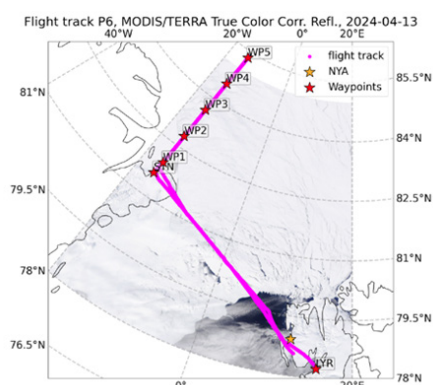 Flight track P6, MODIS/TERRA True Color Corr. Refl., 2024-04-13
40°W 20°W 0° 20°E
flight track
NYA
Waypoints
WP5
WP4
WP3
WP2
WP1
STN
LYR
81°N
79.5°N
78°N
76.5°N
85.5°N
84°N
82.5°N
81°N
79.5°N
78°N
0°
20°E